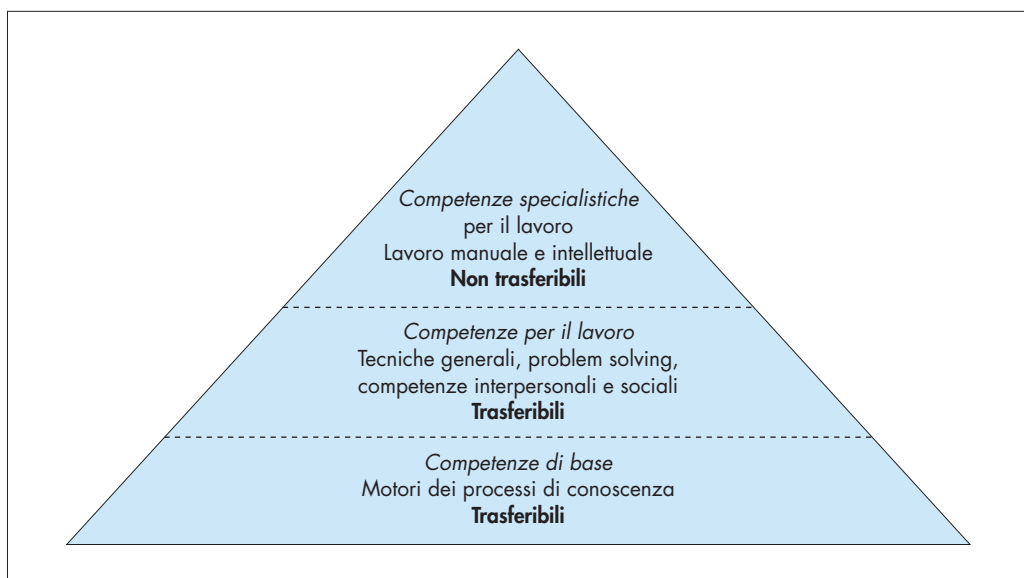 Competenze specialistiche
per il lavoro
Lavoro manuale e intellettuale
Non trasferibili
Competenze per il lavoro
Tecniche generali, problem solving,
competenze interpersonali e sociali
Trasferibili
Competenze di base
Motori dei processi di conoscenza
Trasferibili